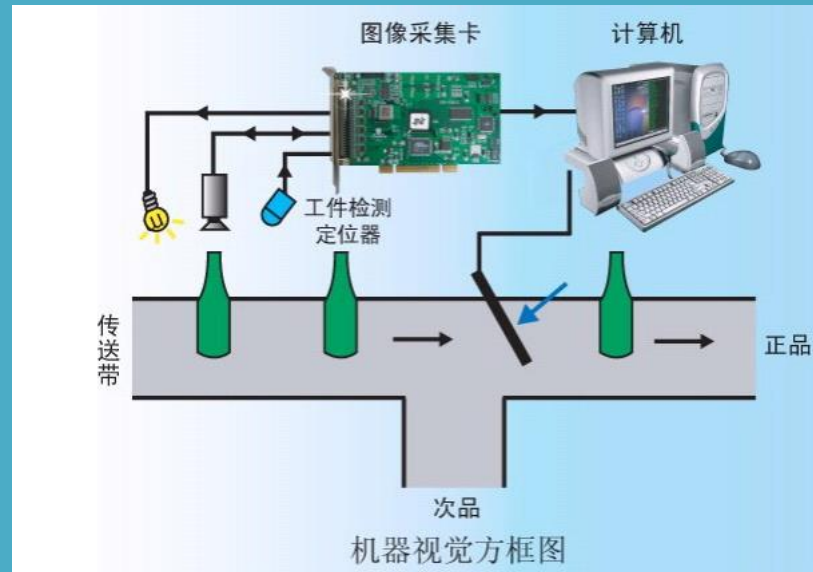 图像采集卡
计算机
工件检测
定位器
传送带
正品
次品
机器视觉方框图